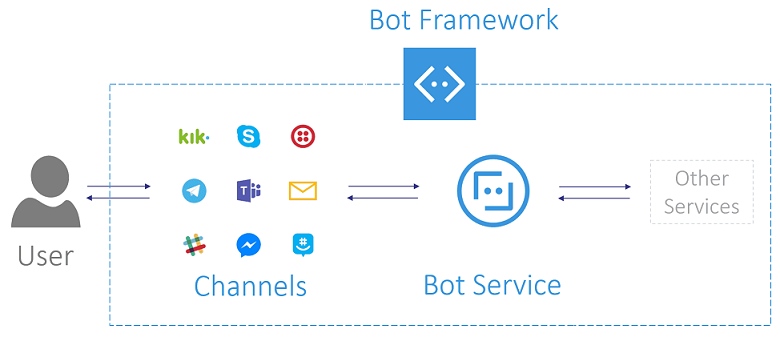 Bot Framework
kik
S
User
Channels
Bot Service
Other
Services